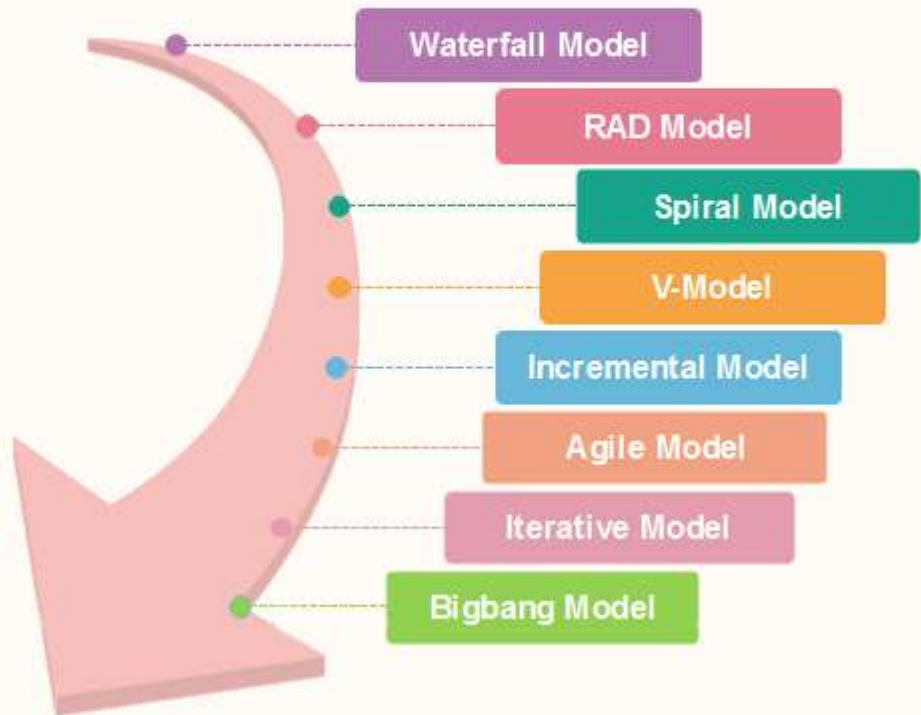 Waterfall Model
RAD Model
Spiral Model
V-Model
Incremental Model
Agile Model
Iterative Model
Bigbang Model